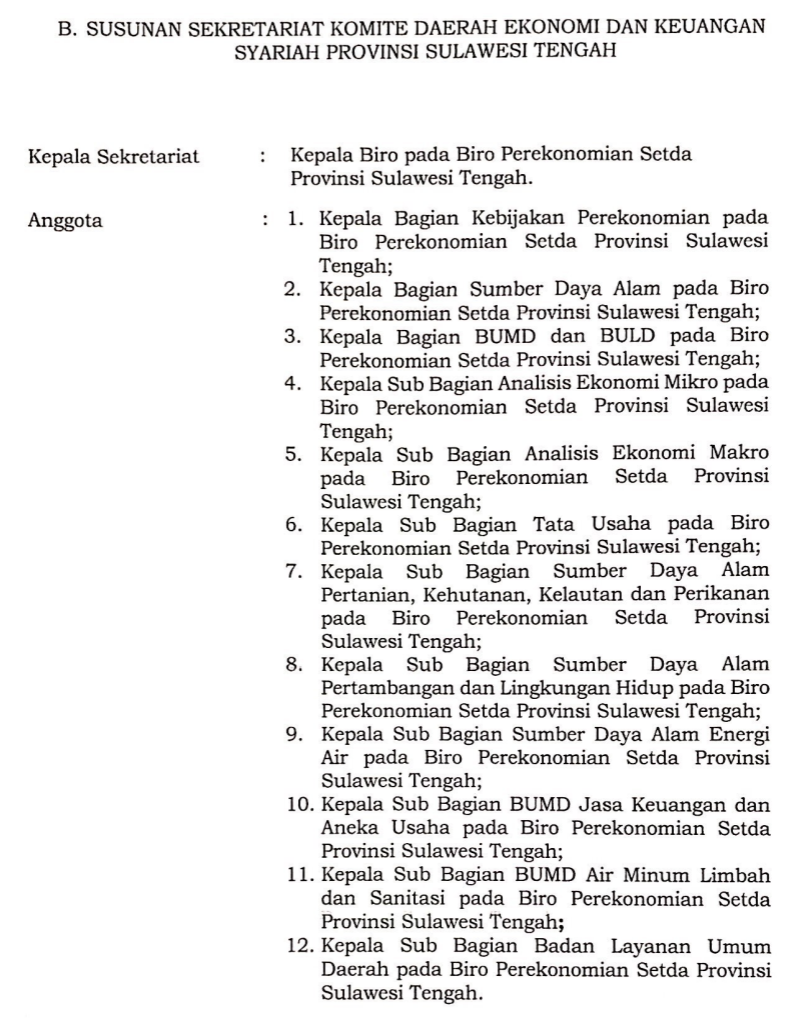 B. SUSUNAN SEKRETARIAT KOMITE DAERAH EKONOMI DAN KEUANGAN
SYARIAH PROVINSI SULAWESI TENGAH
Kepala Sekretariat : Kepala Biro pada Biro Perekonomian Setda
Provinsi Sulawesi Tengah.
Anggota : 1. Kepala Bagian Kebijakan Perekonomian pada
Biro Perekonomian Setda Provinsi Sulawesi
Tengah;
2. Kepala Bagian Sumber Daya Alam pada Biro
Perekonomian Setda Provinsi Sulawesi Tengah;
3. Kepala Bagian BUMD dan BULD pada Biro
Perekonomian Setda Provinsi Sulawesi Tengah;
4. Kepala Sub Bagian Analisis Ekonomi Mikro pada
Biro Perekonomian Setda Provinsi Sulawesi
Tengah;
5. Kepala Sub Bagian Analisis Ekonomi Makro
pada Biro Perekonomian Setda Provinsi
Sulawesi Tengah;
6. Kepala Sub Bagian Tata Usaha pada Biro
Perekonomian Setda Provinsi Sulawesi Tengah;
7. Kepala Sub Bagian Sumber Daya Alam
Pertanian, Kehutanan, Kelautan dan Perikanan
pada Biro Perekonomian Setda Provinsi
Sulawesi Tengah;
8. Kepala Sub Bagian Sumber Daya Alam
Pertambangan dan Lingkungan Hidup pada Biro
Perekonomian Setda Provinsi Sulawesi Tengah;
9. Kepala Sub Bagian Sumber Daya Alam Energi
Air pada Biro Perekonomian Setda Provinsi
Sulawesi Tengah;
10. Kepala Sub Bagian BUMD Jasa Keuangan dan
Aneka Usaha pada Biro Perekonomian Setda
Provinsi Sulawesi Tengah;
11. Kepala Sub Bagian BUMD Air Minum Limbah
dan Sanitasi pada Biro Perekonomian Setda
Provinsi Sulawesi Tengah;
12. Kepala Sub Bagian Badan Layanan Umum
Daerah pada Biro Perekonomian Setda Provinsi
Sulawesi Tengah.